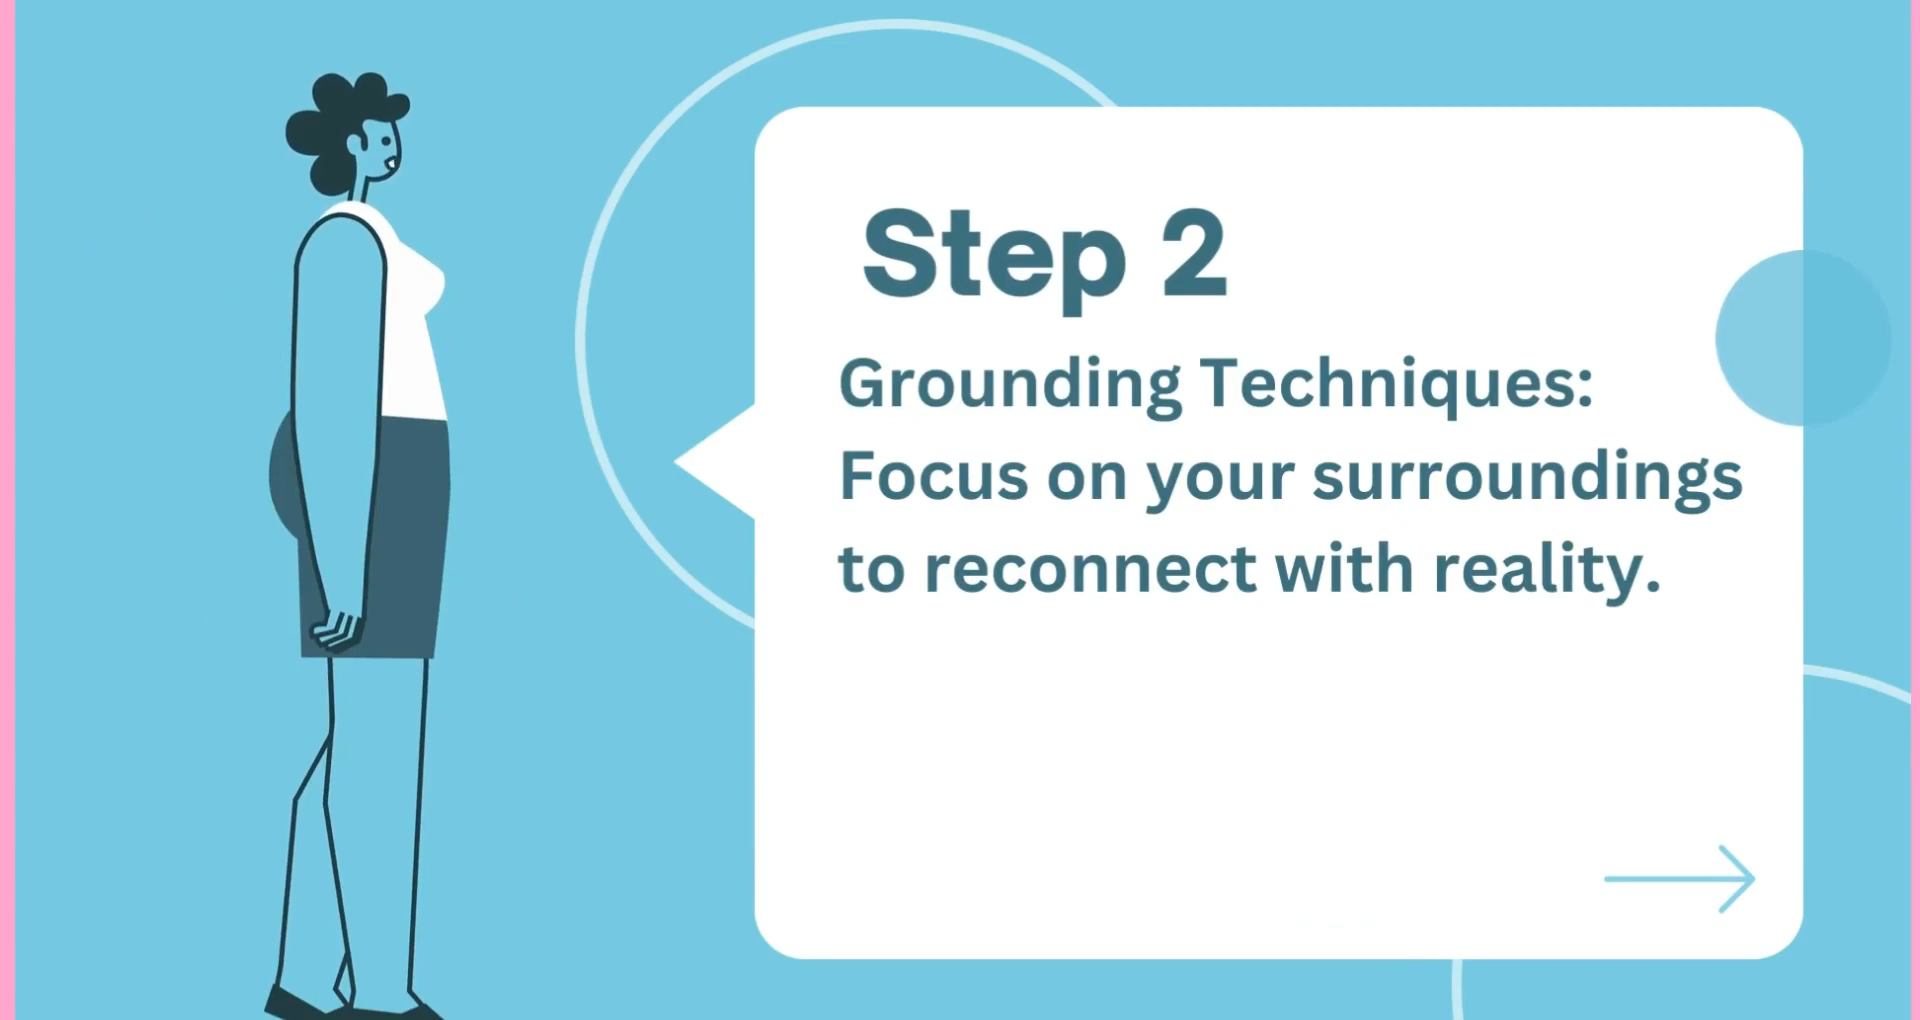 Step 2
Grounding Techniques:
Focus on your surroundings
to reconnect with reality.